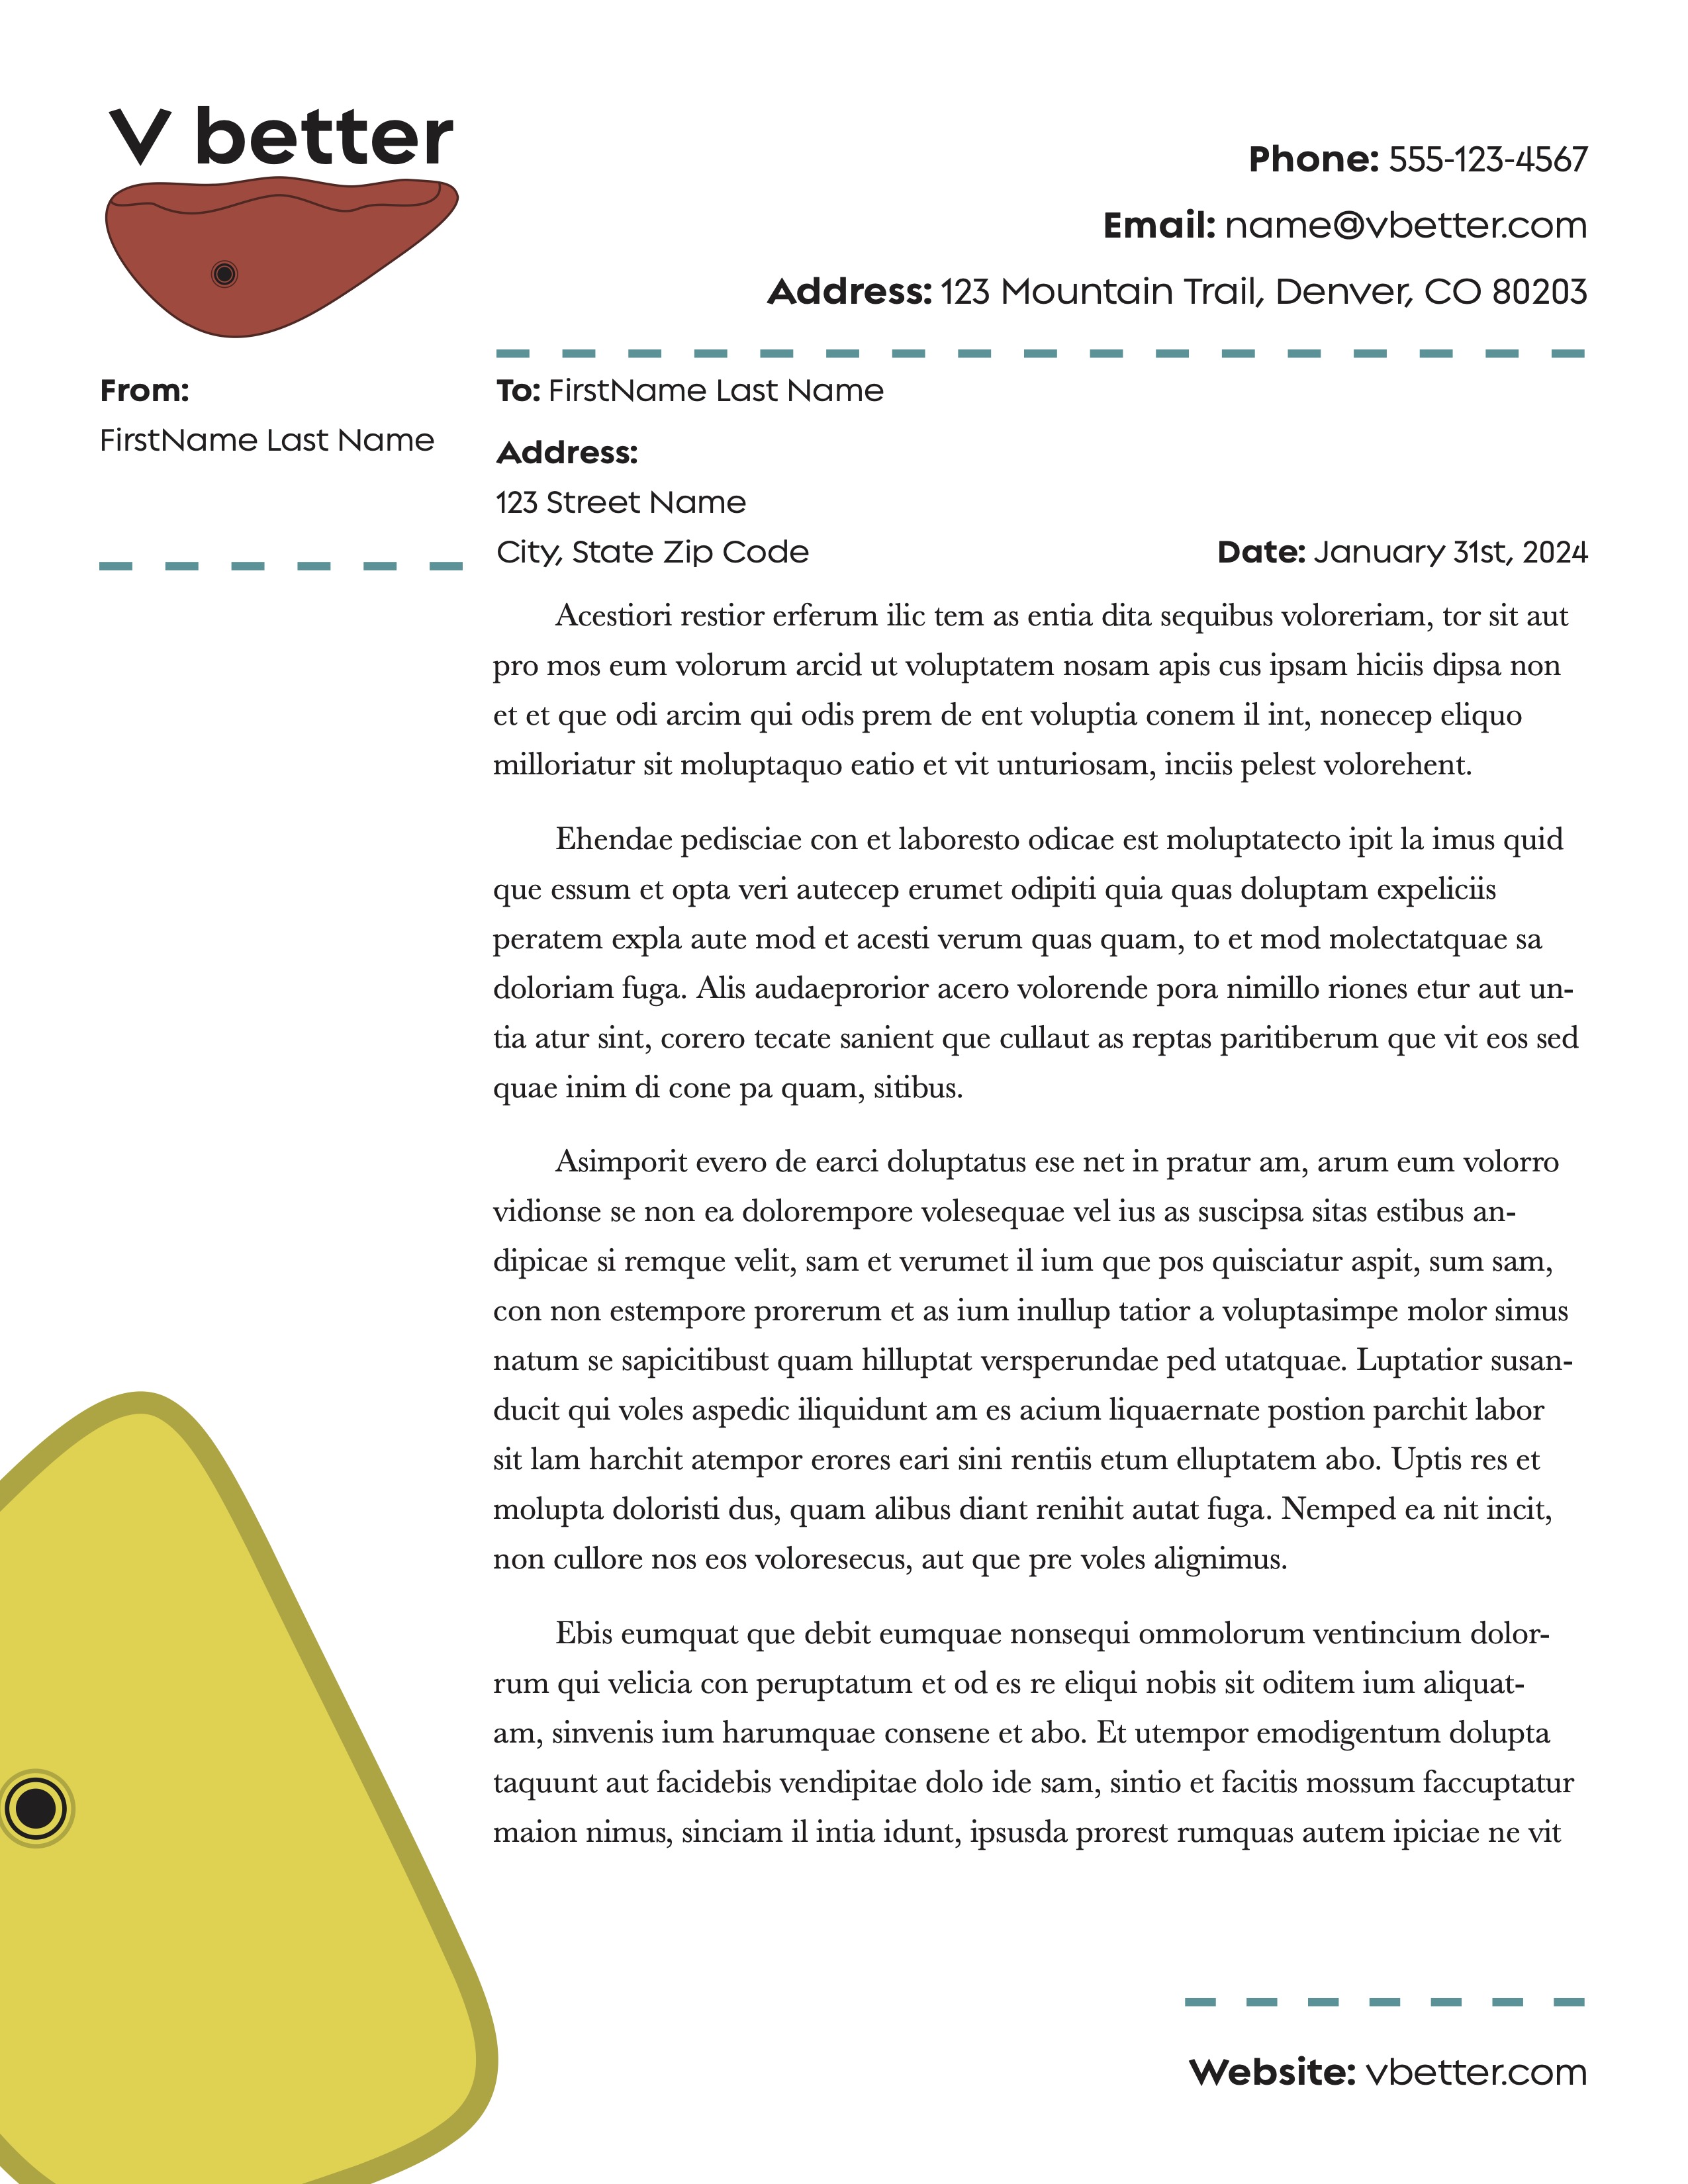 V better
Phone: 555-123-4567
Email: name@vbetter.com
Address: 123 Mountain Trail, Denver, CO 80203
From:
FirstName Last Name
To: FirstName Last Name
Address:
123 Street Name
City, State Zip Code
Date: January 31st, 2024
Acestiori restior erferum ilic tem as entia dita sequibus voloreriam, tor sit aut
pro mos eum volorum arcid ut voluptatem nosam apis cus ipsam hiciis dipsa non
et et que odi arcim qui odis prem de ent voluptia conem il int, nonecep eliquo
milloriatur sit moluptaquo eatio et vit unturiosam, inciis pelest volorehent.
Ehendae pedisciae con et laboresto odicae est moluptatecto ipit la imus quid
que essum et opta veri autecep erumet odipiti quia quas doluptam expeliciis
peratem expla aute mod et acesti verum quas quam, to et mod molectatquae sa
doloriam fuga. Alis audaeprorior acero volorende pora nimillo riones etur aut un-
tia atur sint, corero tecate sanient que cullaut as reptas paritiberum que vit eos sed
quae inim di cone pa quam, sitibus.
Asimporit evero de earci doluptatus ese net in pratur am, arum eum volorro
vidionse se non ea dolorempore volesequae vel ius as suscipsa sitas estibus an-
dipicae si remque velit, sam et verumet il ium que pos quisciatur aspit, sum sam,
con non estempore prorerum et as ium inullup tatior a voluptasimpe molor simus
natum se sapicitibust quam hilluptat versperundae ped utatquae. Luptatior susan-
ducit qui voles aspedic iliquidunt am es acium liquaernate postion parchit labor
sit lam harchit atempor erores eari sini rentiis etum elluptatem abo. Uptis res et
molupta doloristi dus, quam alibus diant renihit autat fuga. Nemped ea nit incit,
non cullore nos eos voloresecus, aut que pre voles alignimus.
Ebis eumquat que debit eumquae nonsequi ommolorum ventincium dolor-
rum qui velicia con peruptatum et od es re eliqui nobis sit oditem ium aliquat-
am, sinvenis ium harumquae consene et abo. Et utempor emodigentum dolupta
taquunt aut facidebis vendipitae dolo ide sam, sintio et facitis mossum faccuptatur
maion nimus, sinciam il intia idunt, ipsusda prorest rumquas autem ipiciae ne vit
Website: vbetter.com